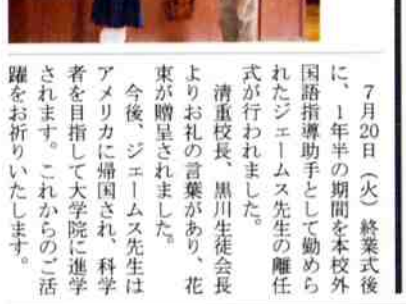 ７月20日（火）終業式後
に、１年半の期間を本校外
国語指導助手として勤めら
れたジェームス先生の離任
式が行われました。
　清重校長、黒川生徒会長
よりお礼の言葉があり、花
束が贈呈されました。
　今後、ジェームス先生は
アメリカに帰国され、科学
者を目指して大学院に進学
されます。これからのご活
躍をお祈りいたします。